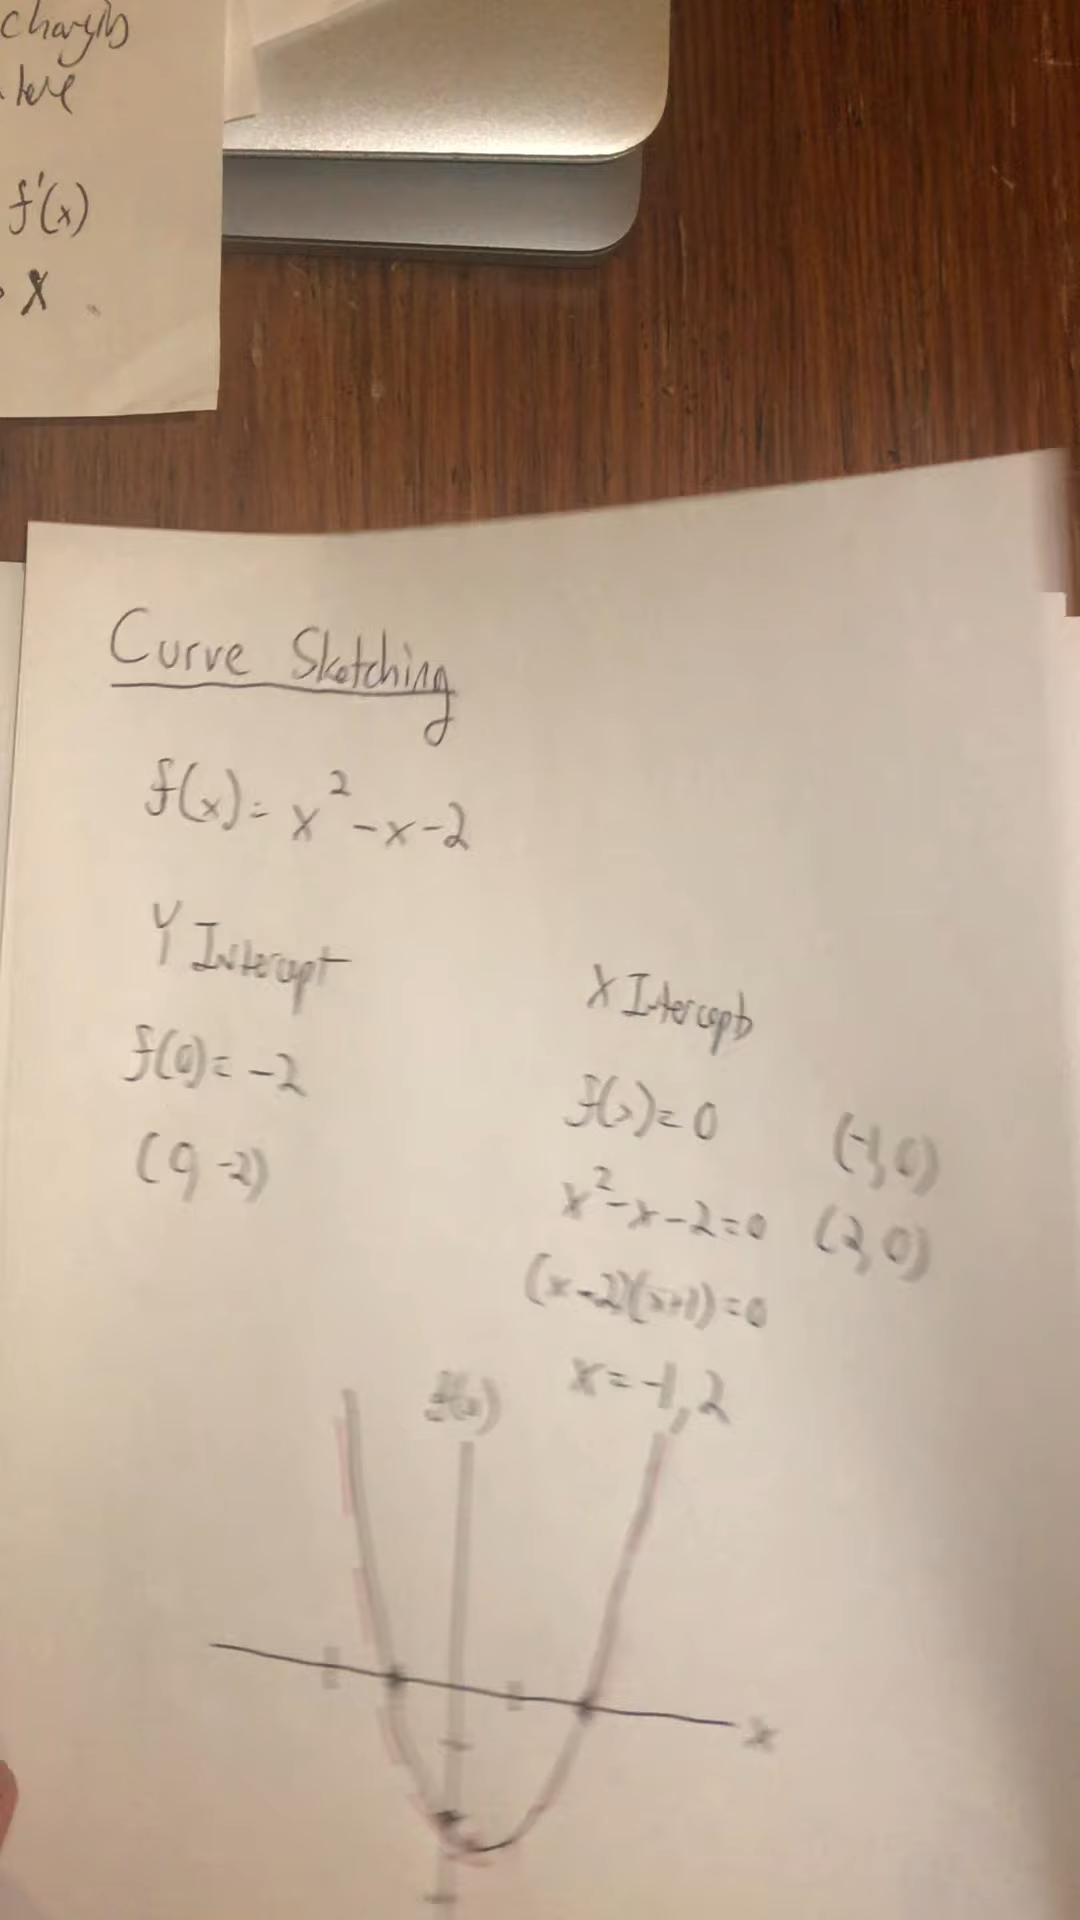 f'(x)
x
Curve Sketching
f(x) = x² - x - 2
Y Intercept
f(0) = -2
(0, -2)
X Intercepts
f(x) = 0
x² - x - 2 = 0
(x - 2)(x + 1) = 0
x = -1, 2
(-1, 0)
(2, 0)
f(x)
x